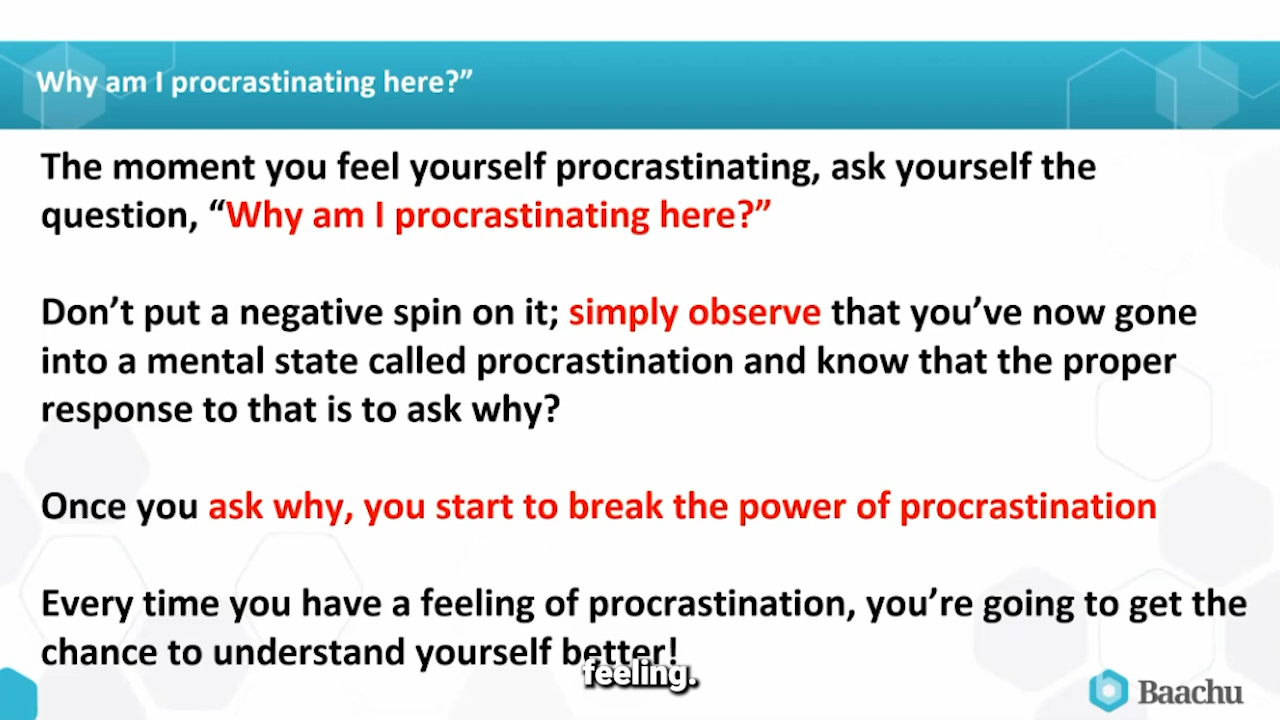 Why am I procrastinating here?”
The moment you feel yourself procrastinating, ask yourself the
question, “Why am I procrastinating here?”
Don’t put a negative spin on it; simply observe that you’ve now gone
into a mental state called procrastination and know that the proper
response to that is to ask why?
Once you ask why, you start to break the power of procrastination
Every time you have a feeling of procrastination, you’re going to get the
chance to understand yourself better!
feeling.
Baachu